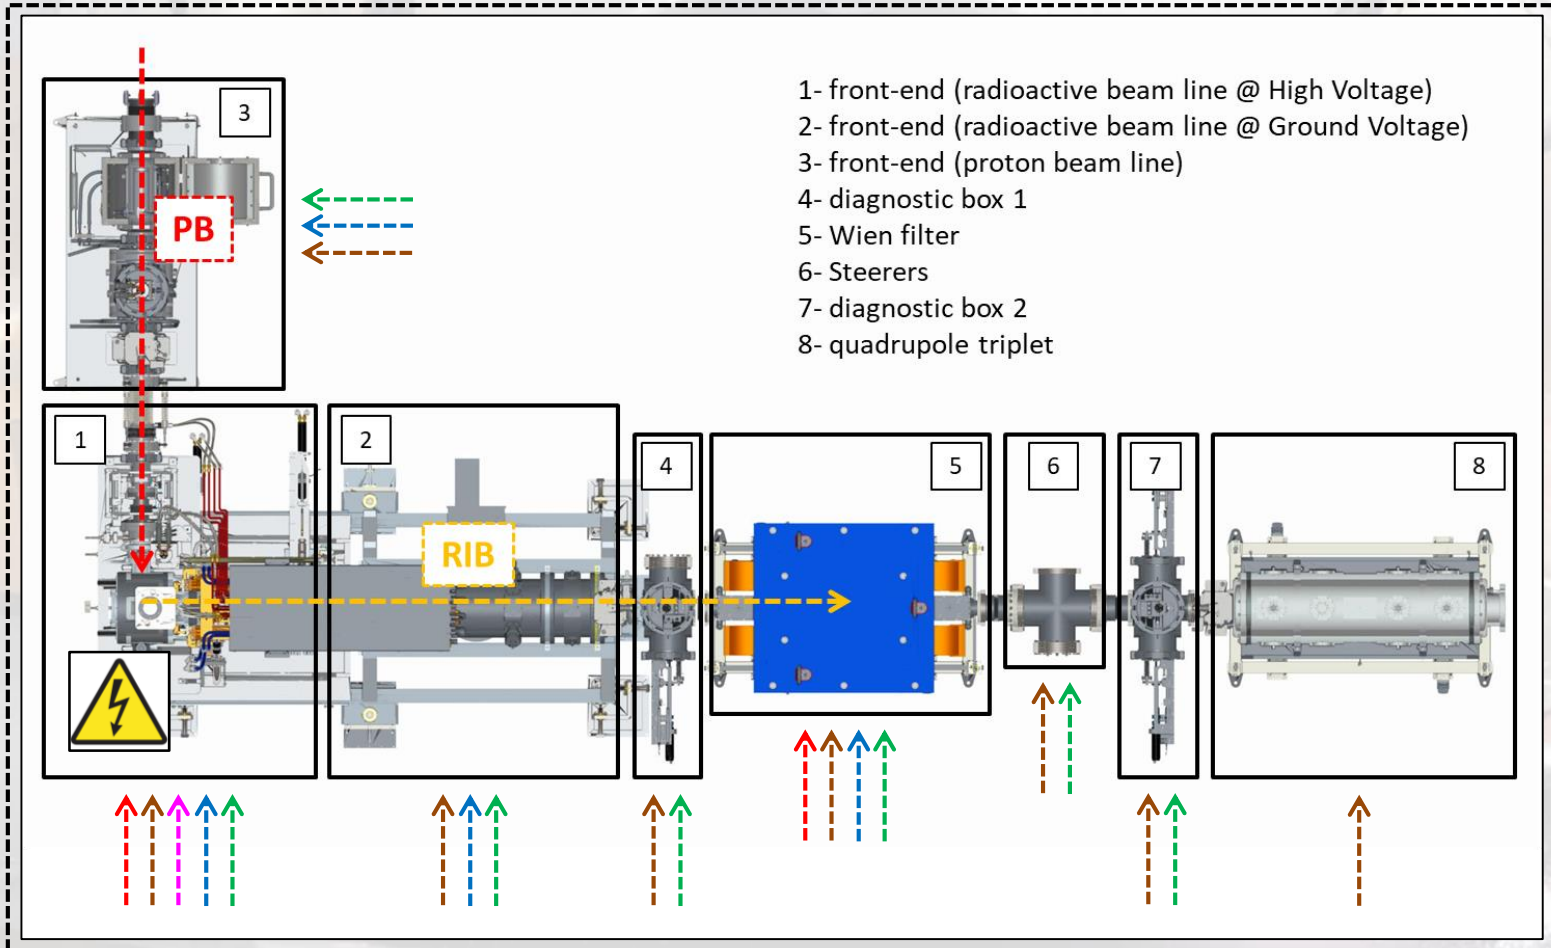 1- front-end (radioactive beam line @ High Voltage)
2- front-end (radioactive beam line @ Ground Voltage)
3- front-end (proton beam line)
4- diagnostic box 1
5- Wien filter
6- Steerers
7- diagnostic box 2
8- quadrupole triplet
3
PB
1
2
4
5
6
7
8
RIB